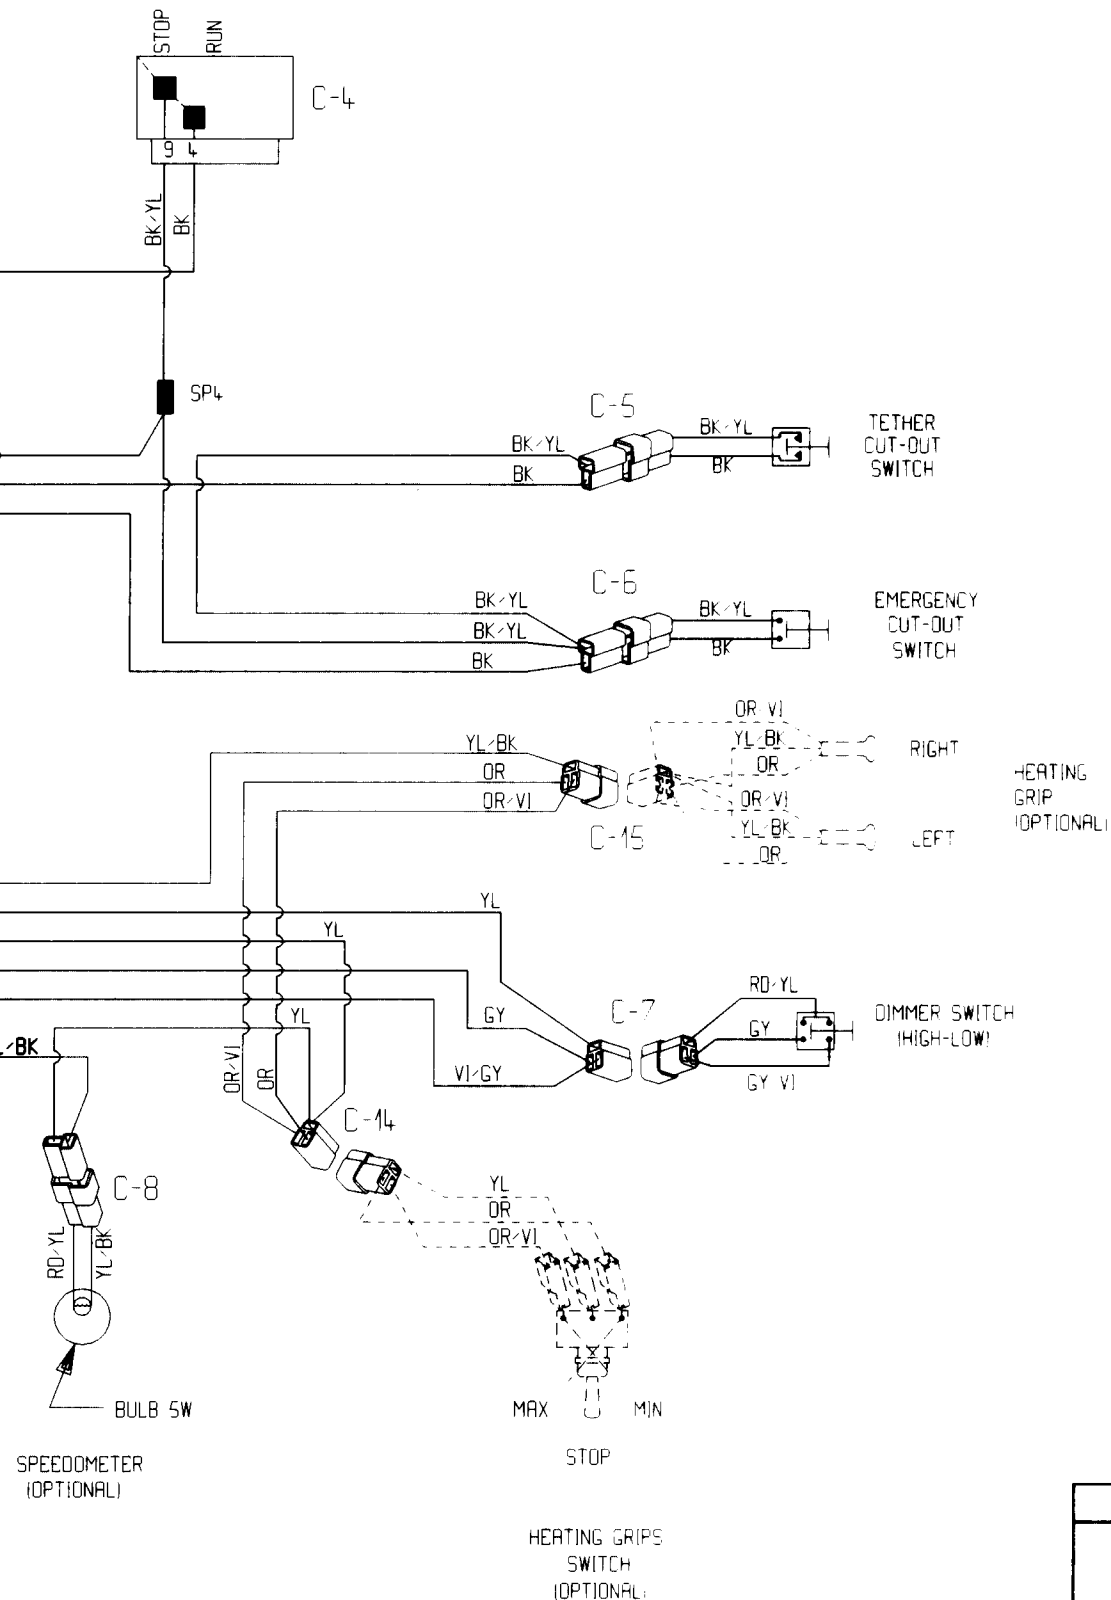 STOP
RUN
C-4
9 4
BK/YL
BK
SP4
C-5
BK/YL
BK
BK/YL
BK
TETHER
CUT-OUT
SWITCH
C-6
BK/YL
BK/YL
BK
BK/YL
BK
EMERGENCY
CUT-OUT
SWITCH
YL/BK
OR
OR/VI
C-15
OR/VI
YL/BK
OR
OR/VI
YL/BK
OR
RIGHT
LEFT
HEATING
GRIP
(OPTIONAL)
YL
YL
YL
GY
VI/GY
C-7
RD/YL
GY
GY VI
DIMMER SWITCH
(HIGH-LOW)
/BK
OR/VI
OR
C-14
C-8
RD/YL
YL/BK
YL
OR
OR/VI
BULB 5W
SPEEDOMETER
(OPTIONAL)
MAX
MIN
STOP
HEATING GRIPS
SWITCH
(OPTIONAL)